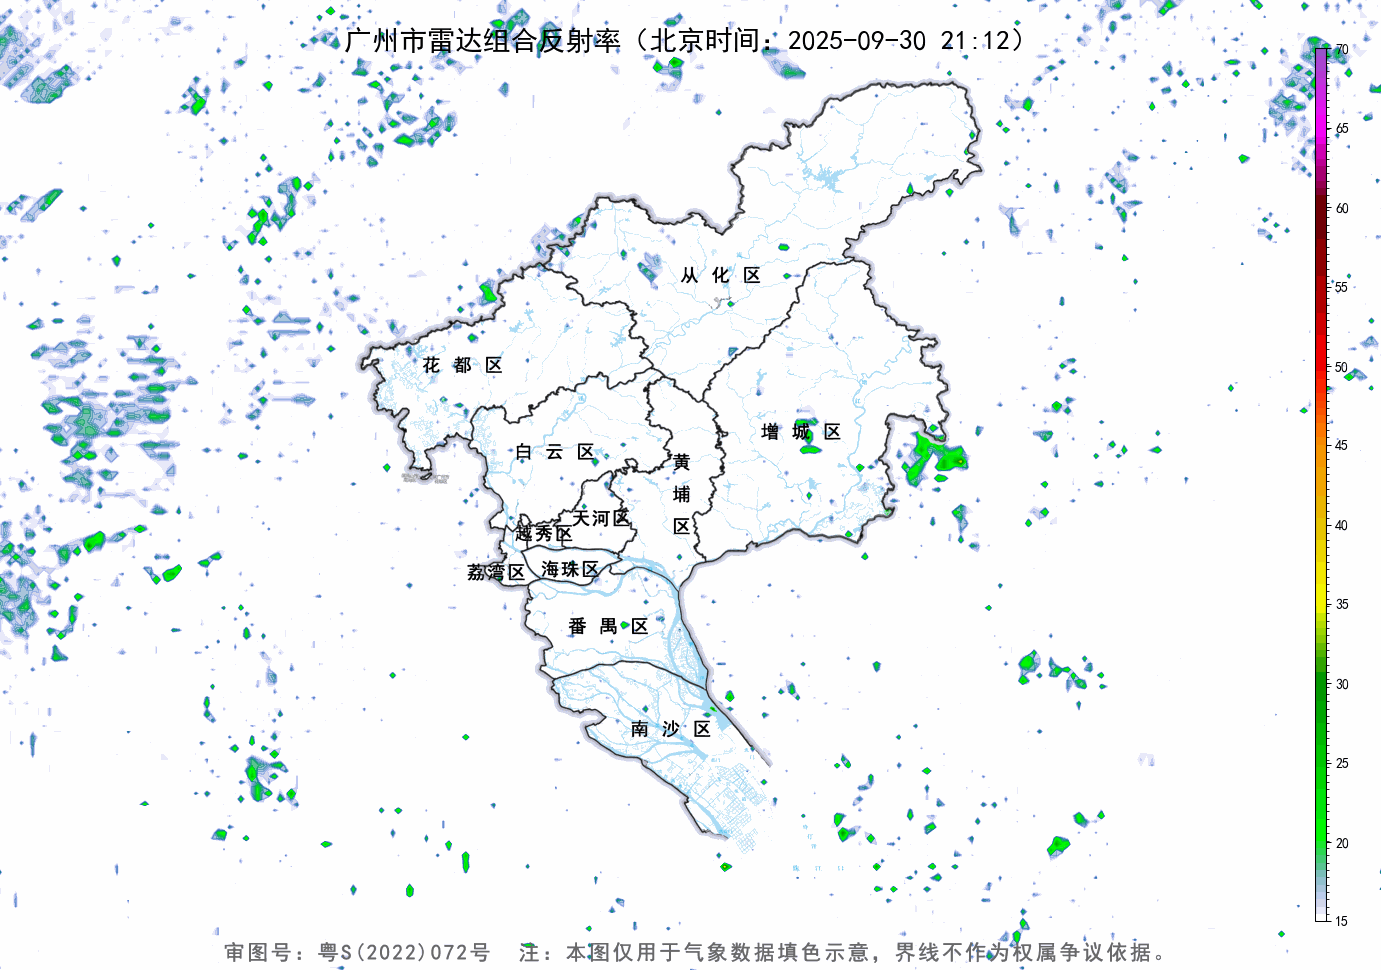 广州市雷达组合反射率（北京时间：2025-09-30 21:12）
70
65
60
55
50
45
40
35
30
25
20
15
从化区
花都区
增城区
白云区
黄埔区
天河区
越秀区
荔湾区
海珠区
番禺区
南沙区
审图号：粤S(2022)072号 注：本图仅用于气象数据填色示意，界线不作为权属争议依据。